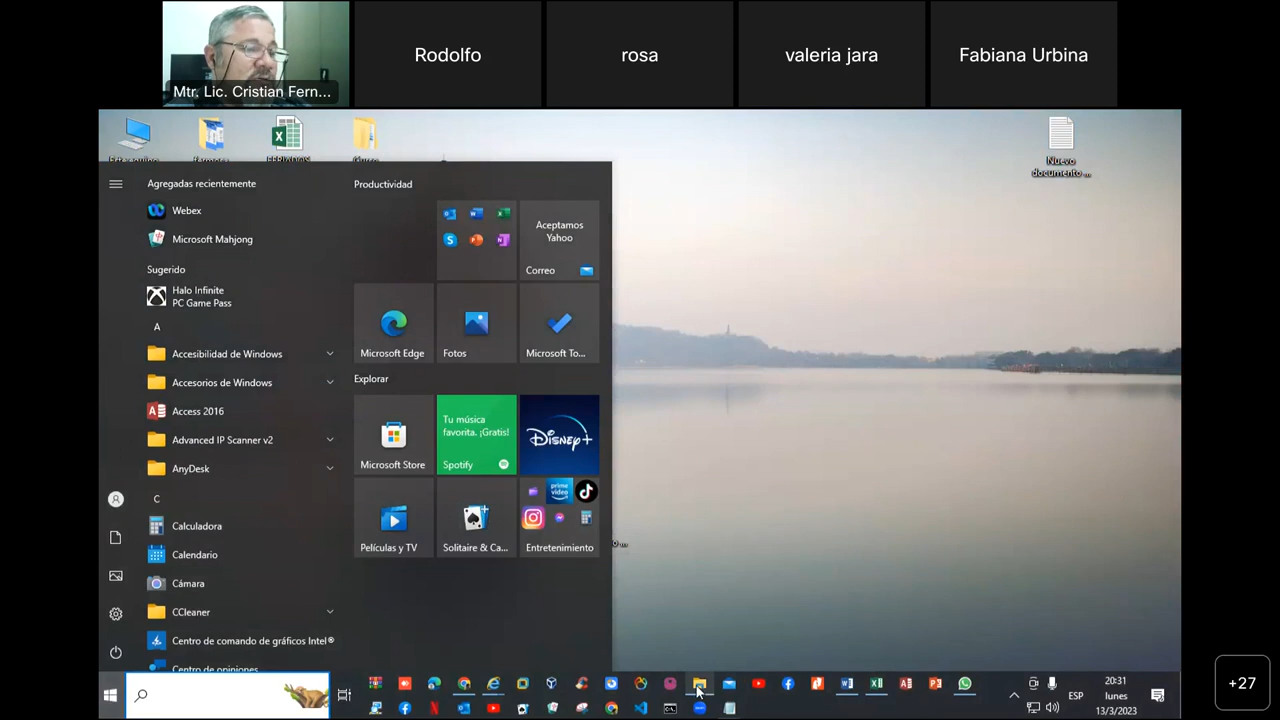 Mtr. Lic. Cristian Fern...
Rodolfo
rosa
valeria jara
Fabiana Urbina
Nuevo
documento ...
Agregadas recientemente
Webex
Microsoft Mahjong
Sugerido
Halo Infinite
PC Game Pass
A
Accesibilidad de Windows
Accesorios de Windows
Access 2016
Advanced IP Scanner v2
AnyDesk
C
Calculadora
Calendario
Cámara
CCleaner
Centro de comando de gráficos Intel®
Centro de opiniones
Productividad
Aceptamos
Yahoo
Correo
Microsoft Edge
Fotos
Microsoft To...
Explorar
Microsoft Store
Tu música
favorita. ¡Gratis!
Spotify
Disney+
prime
video
Películas y TV
Solitaire & Ca...
Entretenimiento
ESP
20:31
lunes
13/3/2023
+27